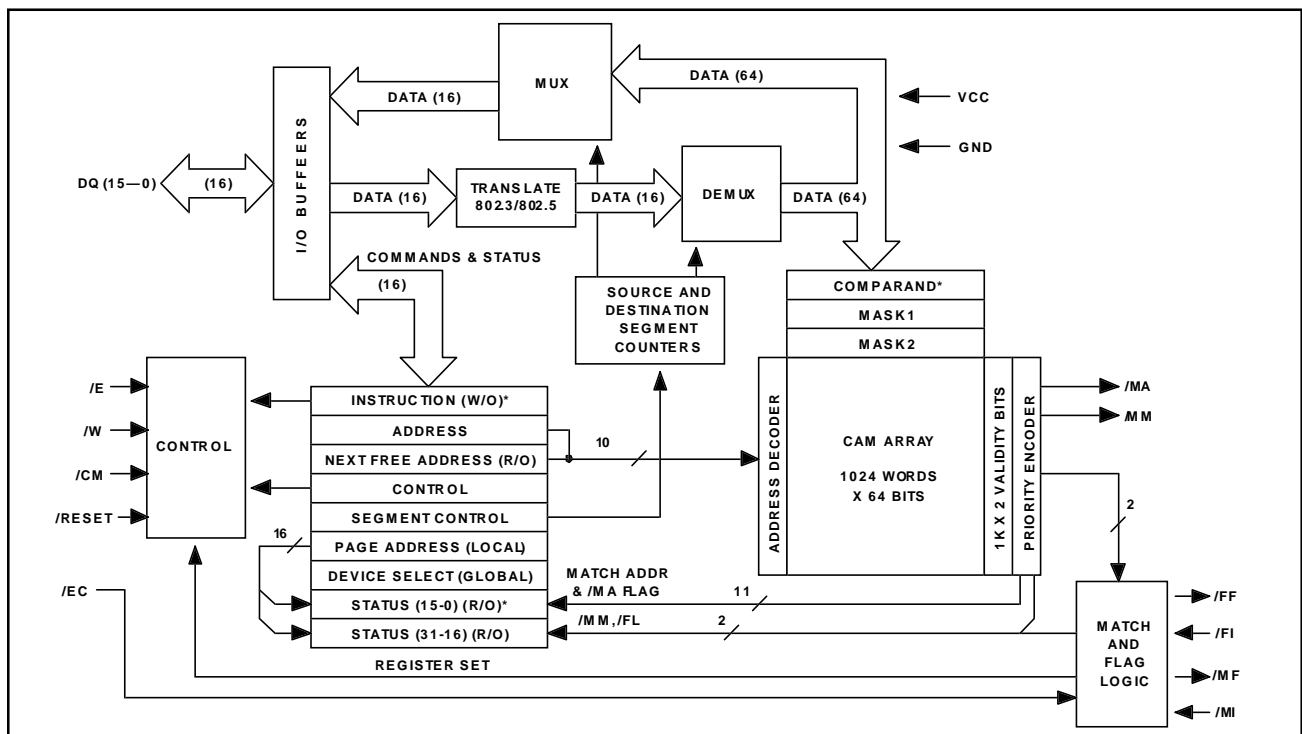 MUX
DATA (64)
DATA (16)
VCC
GND
I/O BUFFEERS
DQ (15—0)
(16)
DATA (16)
TRANSLATE
802.3/802.5
DATA (16)
DEMUX
DATA (64)
COMMANDS & STATUS
(16)
SOURCE AND
DESTINATION
SEGMENT
COUNTERS
COMPARAND*
MASK1
MASK2
/E
/W
/CM
/RESET
CONTROL
INSTRUCTION (W/O)*
ADDRESS
NEXT FREE ADDRESS (R/O)
CONTROL
SEGMENT CONTROL
PAGE ADDRESS (LOCAL)
DEVICE SELECT (GLOBAL)
STATUS (15-0) (R/O)*
STATUS (31-16) (R/O)
REGISTER SET
16
10
ADDRESS DECODER
CAM ARRAY
1024 WORDS
X 64 BITS
1K X 2 VALIDITY BITS
PRIORITY ENCODER
/MA
/MM
2
MATCH ADDR
& /MA FLAG
11
/MM, /FL
2
/EC
MATCH
AND
FLAG
LOGIC
/FF
/FI
/MF
/MI